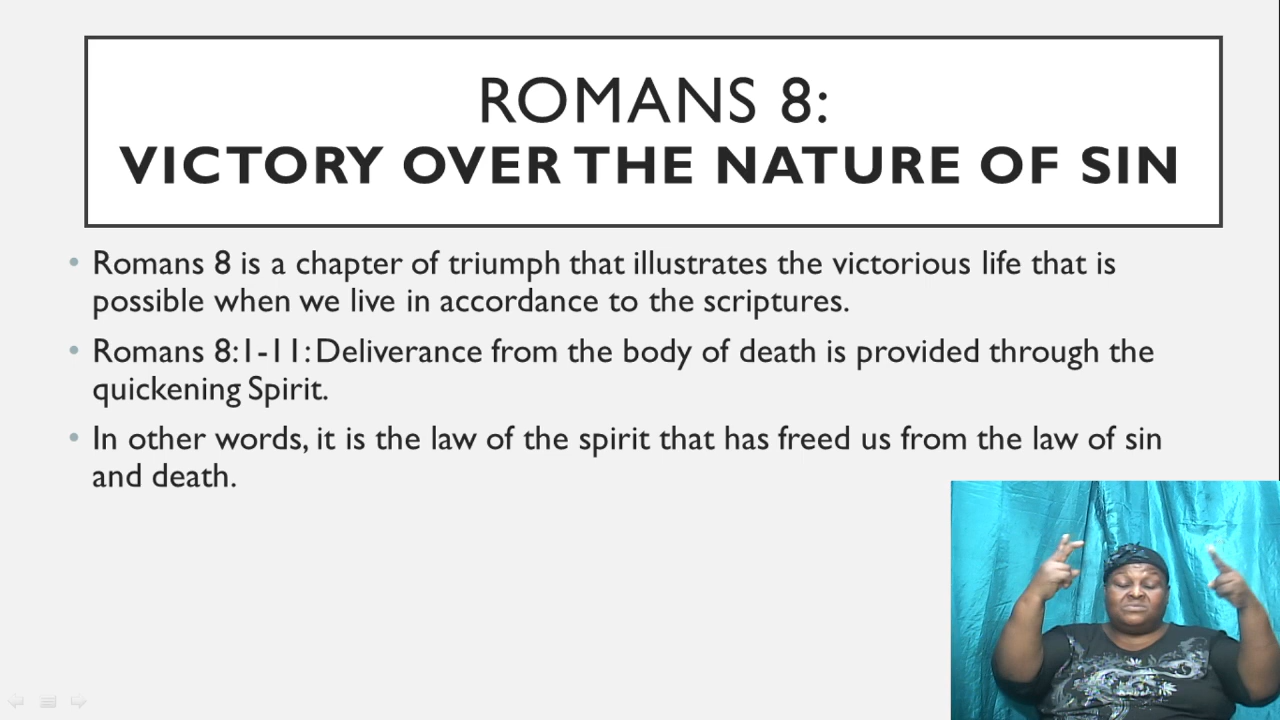 ROMANS 8:
VICTORY OVER THE NATURE OF SIN
• Romans 8 is a chapter of triumph that illustrates the victorious life that is
possible when we live in accordance to the scriptures.
• Romans 8:1-11: Deliverance from the body of death is provided through the
quickening Spirit.
• In other words, it is the law of the spirit that has freed us from the law of sin
and death.